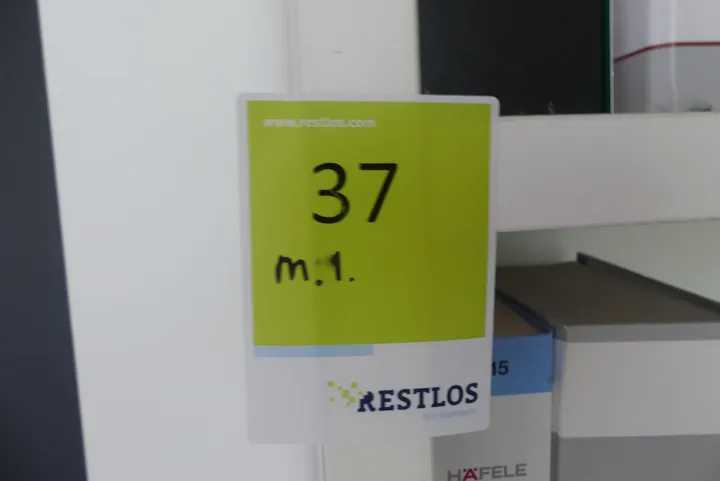 www.restlos.com
37
m.1.
RESTLOS
15
HÄFELE